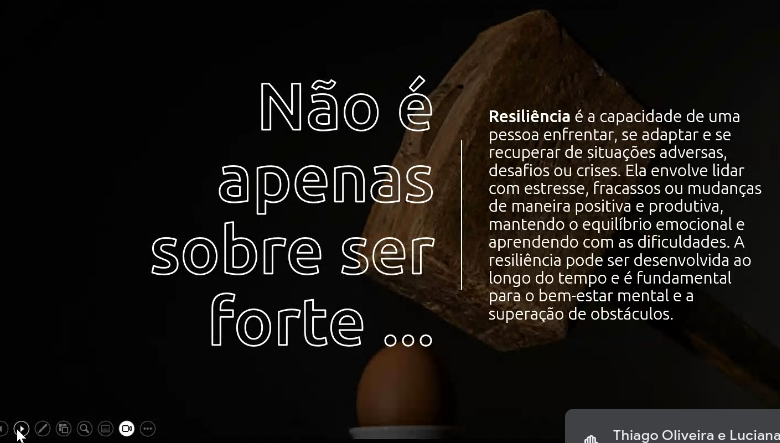 Não é
apenas
sobre ser
forte ...
Resiliência é a capacidade de uma
pessoa enfrentar, se adaptar e se
recuperar de situações adversas,
desafios ou crises. Ela envolve lidar
com estresse, fracassos ou mudanças
de maneira positiva e produtiva,
mantendo o equilíbrio emocional e
aprendendo com as dificuldades. A
resiliência pode ser desenvolvida ao
longo do tempo e é fundamental
para o bem-estar mental e a
superação de obstáculos.
Thiago Oliveira e Luciana